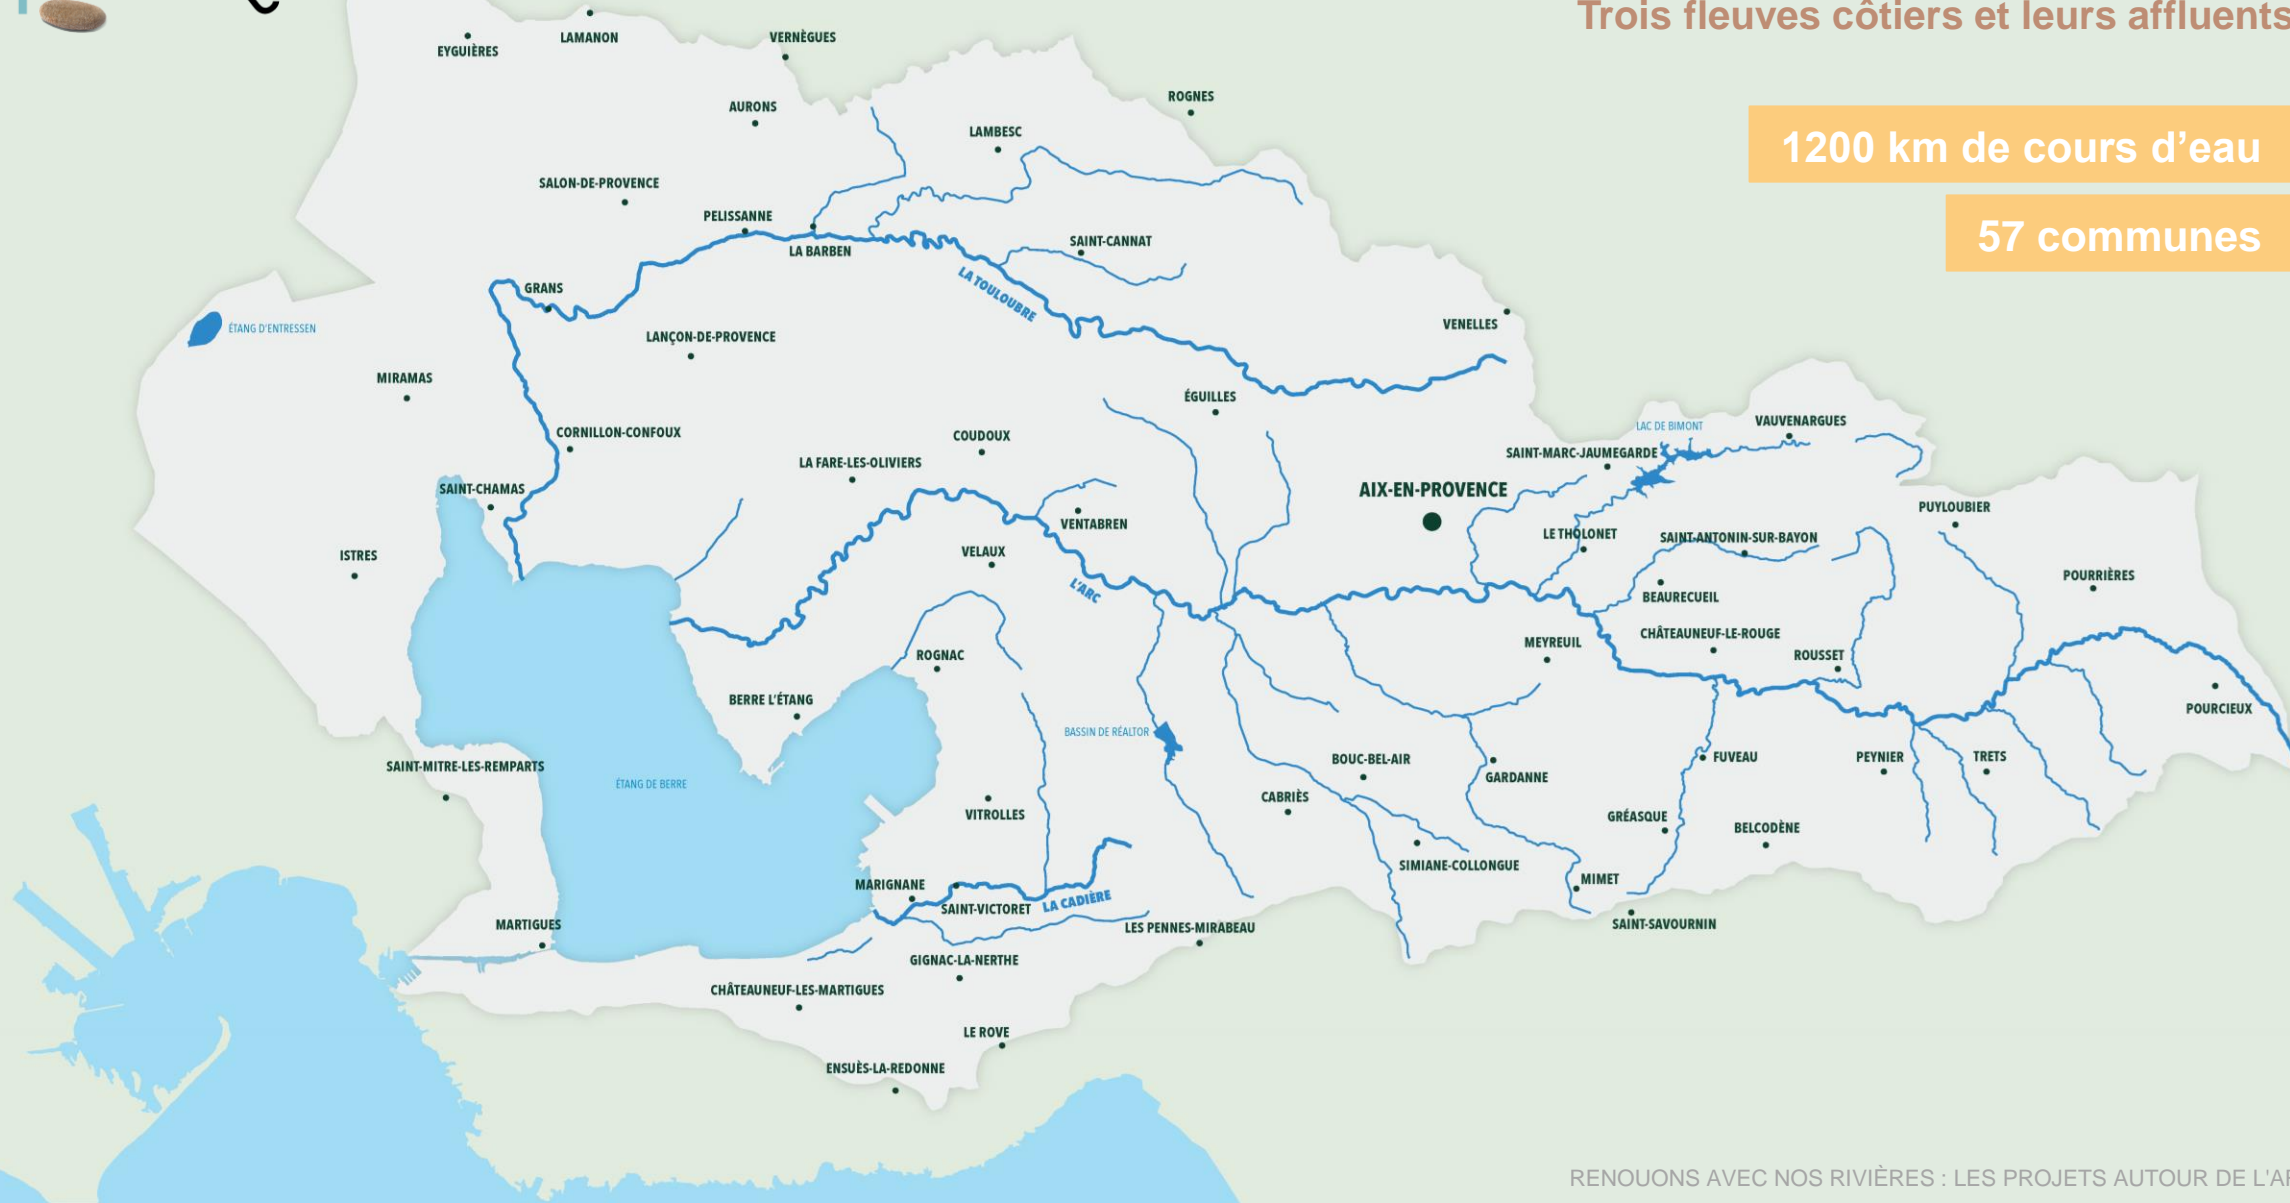 Trois fleuves côtiers et leurs affluents
1200 km de cours d'eau
57 communes
EYGUIÈRES
LAMANON
VERNÈGUES
AURONS
ROGNES
LAMBESC
SALON-DE-PROVENCE
PELISSANNE
LA BARBEN
SAINT-CANNAT
LA TOULOUBRE
GRANS
ÉTANG D'ENTRESSEN
LANÇON-DE-PROVENCE
VENELLES
MIRAMAS
ÉGUILLES
CORNILLON-CONFOUX
COUDOUX
LA FARE-LES-OLIVIERS
LAC DE BIMONT
VAUVENARGUES
SAINT-MARC-JAUMEGARDE
SAINT-CHAMAS
AIX-EN-PROVENCE
PUYLOUBIER
VENTABREN
LE THOLONET
SAINT-ANTONIN-SUR-BAYON
ISTRES
VELAUX
L'ARC
POURRIÈRES
BEAURECUEIL
CHÂTEAUNEUF-LE-ROUGE
MEYREUIL
ROGNAC
ROUSSET
BERRE L'ÉTANG
POURCIEUX
BASSIN DE RÉALTOR
SAINT-MITRE-LES-REMPARTS
ÉTANG DE BERRE
BOUC-BEL-AIR
GARDANNE
FUVEAU
PEYNIER
TRETS
CABRIÈS
VITROLLES
GRÉASQUE
BELCODÈNE
SIMIANE-COLLONGUE
MIMET
MARIGNANE
SAINT-VICTORET
LA CADIÈRE
MARTIGUES
LES PENNES-MIRABEAU
SAINT-SAVOURNIN
GIGNAC-LA-NERTHE
CHÂTEAUNEUF-LES-MARTIGUES
LE ROVE
ENSUÈS-LA-REDONNE
RENOUONS AVEC NOS RIVIÈRES : LES PROJETS AUTOUR DE L'A